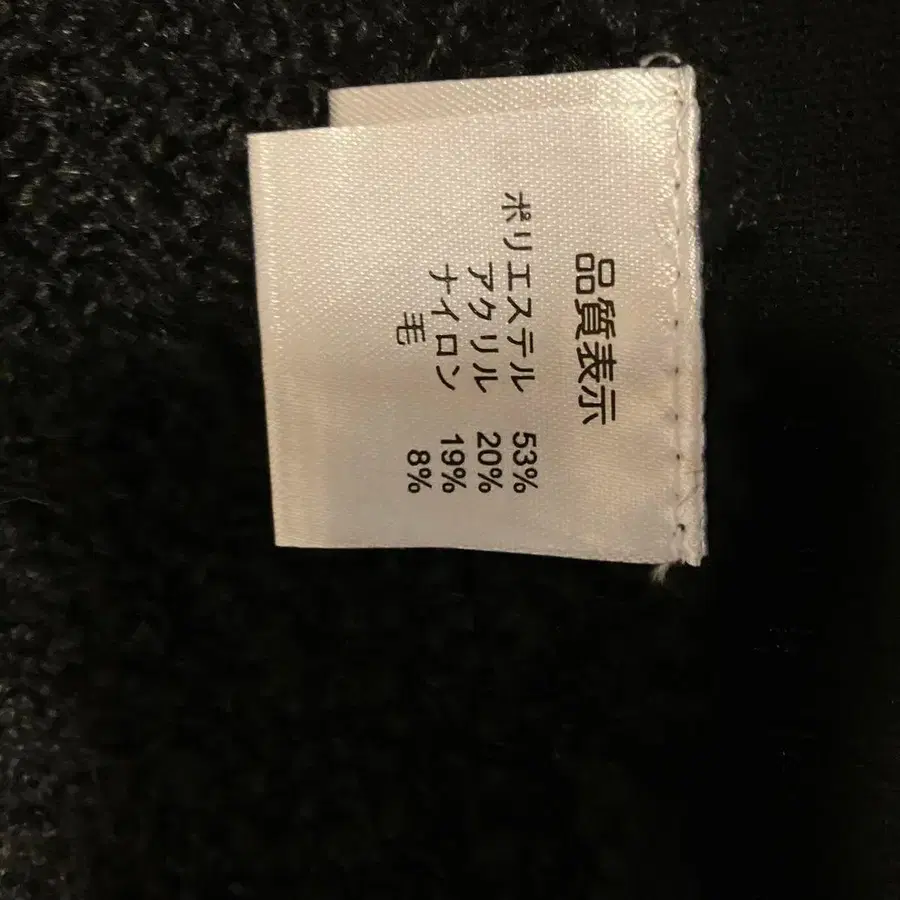 品質表示
ポリエステル 53%
アクリル 20%
ナイロン 19%
毛 8%